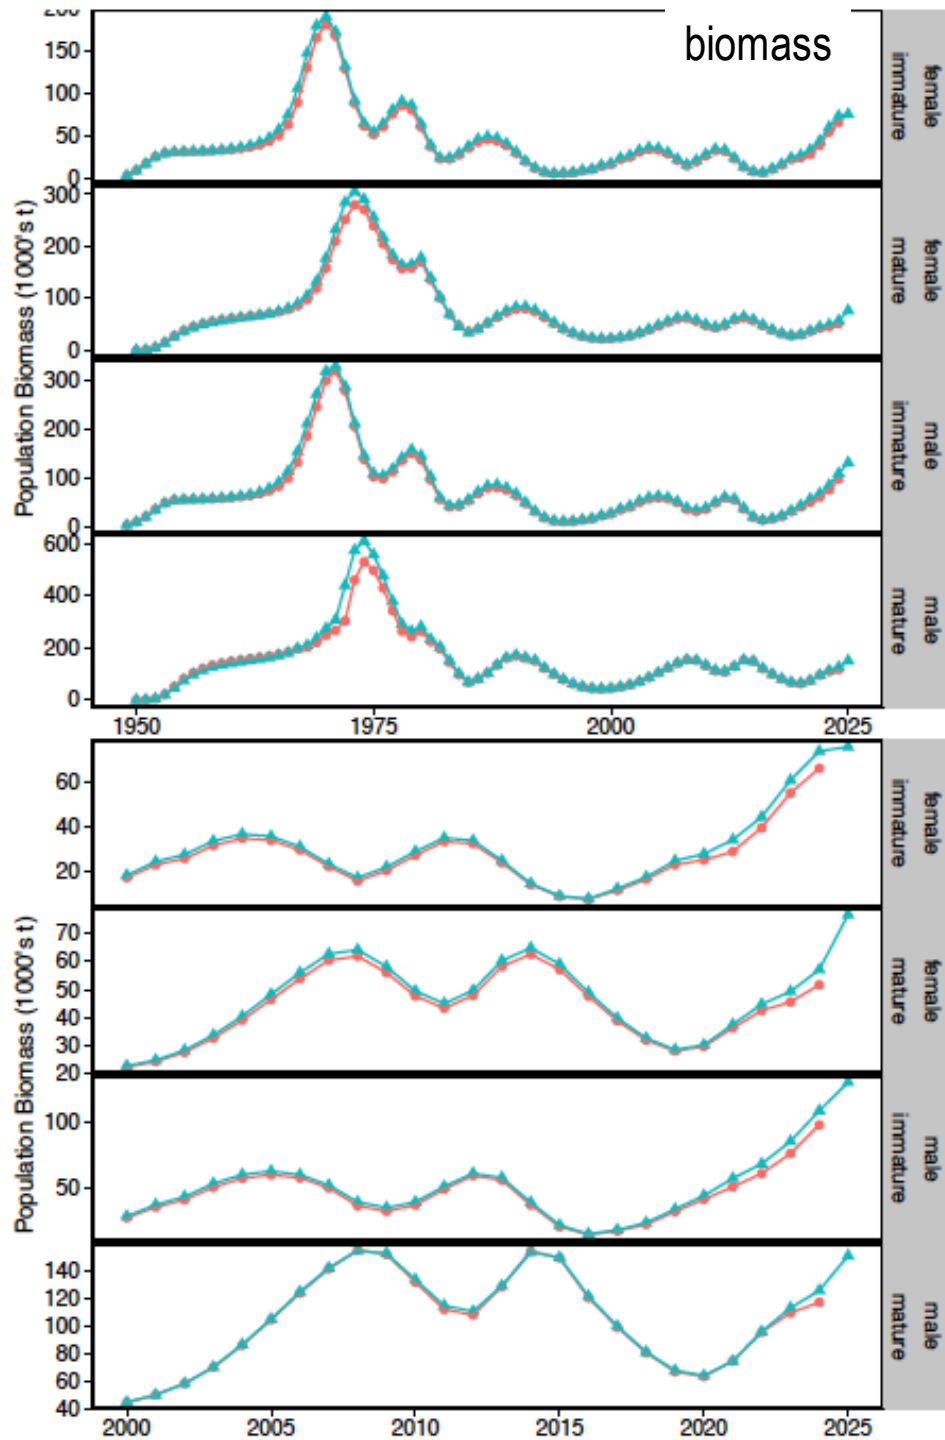 biomass
200
150
100
50
0
female
immature
300
200
100
0
female
mature
300
200
100
0
male
immature
600
400
200
0
male
mature
Population Biomass (1000's t)
1950 1975 2000 2025
60
40
20
female
immature
70
60
50
40
30
20
female
mature
100
50
male
immature
140
120
100
80
60
40
male
mature
Population Biomass (1000's t)
2000 2005 2010 2015 2020 2025